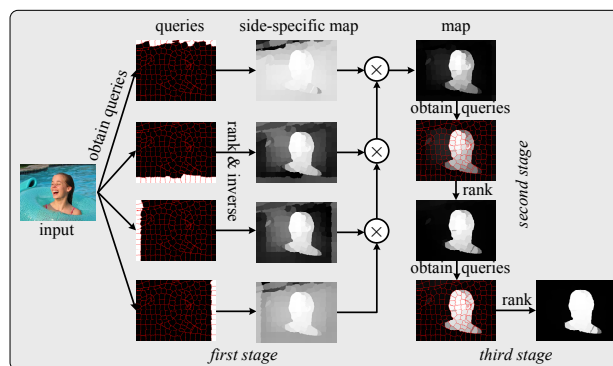 queries
side-specific map
map
obtain queries
obtain queries
rank & inverse
second stage
rank
input
obtain queries
rank
first stage
third stage